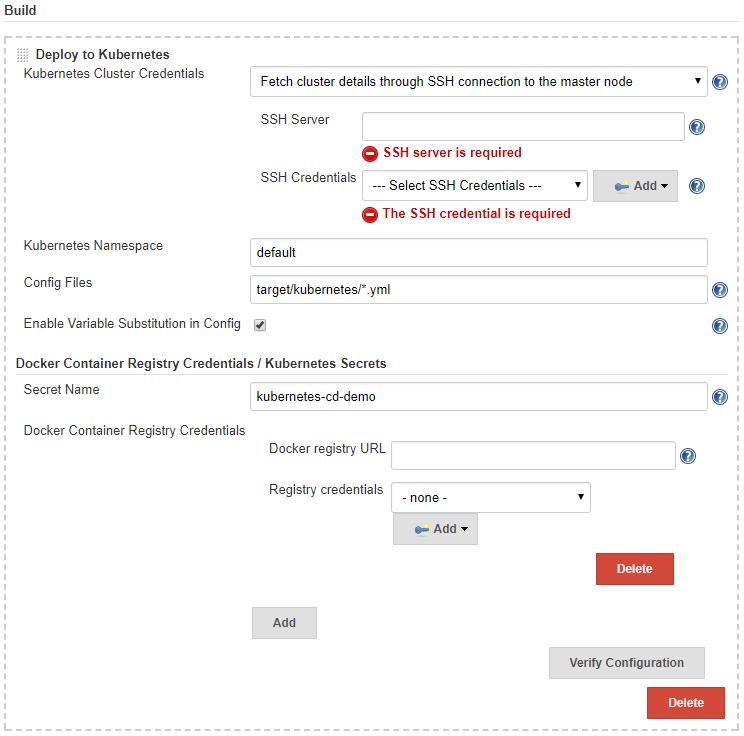 Build
Deploy to Kubernetes
Kubernetes Cluster Credentials
Fetch cluster details through SSH connection to the master node
SSH Server
SSH server is required
SSH Credentials
--- Select SSH Credentials ---
Add
The SSH credential is required
Kubernetes Namespace
default
Config Files
target/kubernetes/*.yml
Enable Variable Substitution in Config
Docker Container Registry Credentials / Kubernetes Secrets
Secret Name
kubernetes-cd-demo
Docker Container Registry Credentials
Docker registry URL
Registry credentials
- none -
Add
Delete
Add
Verify Configuration
Delete